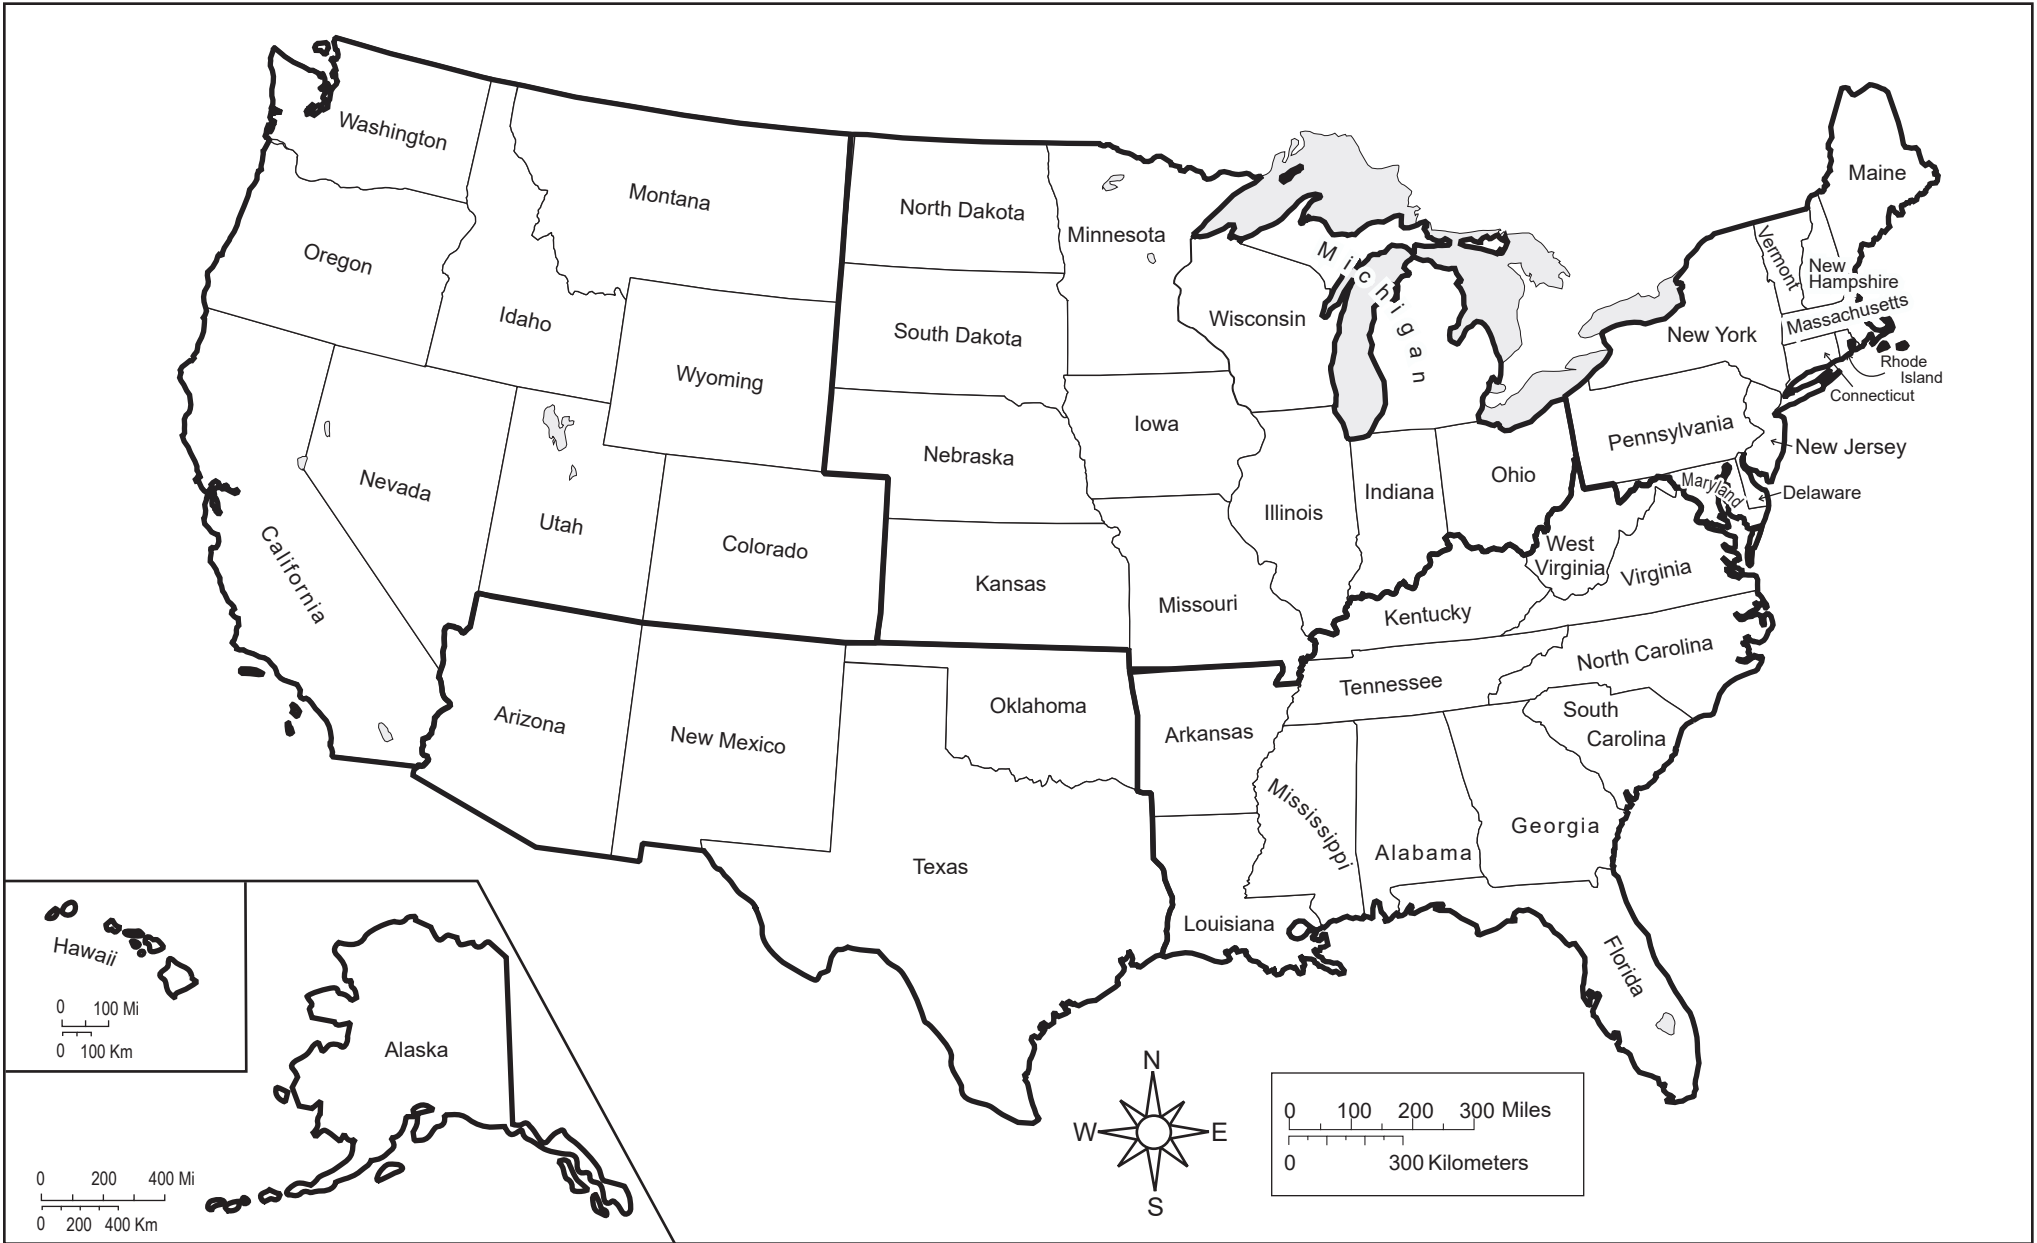 Washington
Montana
North Dakota
Minnesota
Maine
Oregon
Idaho
Wyoming
South Dakota
Wisconsin
Michigan
Vermont
New
Hampshire
Massachusetts
New York
Rhode
Island
Connecticut
Nebraska
Iowa
Pennsylvania
New Jersey
Nevada
Utah
Colorado
Kansas
Missouri
Illinois
Indiana
Ohio
Maryland
Delaware
California
West
Virginia
Virginia
Kentucky
North Carolina
Tennessee
Arizona
New Mexico
Oklahoma
Arkansas
South
Carolina
Mississippi
Alabama
Georgia
Texas
Louisiana
Florida
Hawaii
0 100 Mi
0 100 Km
Alaska
0 200 400 Mi
0 200 400 Km
N
W E
S
0 100 200 300 Miles
0 300 Kilometers